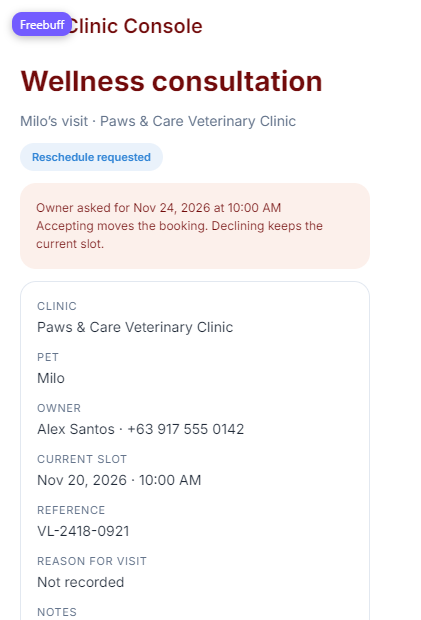 Freebuff
Clinic Console
Wellness consultation
Milo’s visit · Paws & Care Veterinary Clinic
Reschedule requested
Owner asked for Nov 24, 2026 at 10:00 AM
Accepting moves the booking. Declining keeps the
current slot.
CLINIC
Paws & Care Veterinary Clinic
PET
Milo
OWNER
Alex Santos · +63 917 555 0142
CURRENT SLOT
Nov 20, 2026 · 10:00 AM
REFERENCE
VL-2418-0921
REASON FOR VISIT
Not recorded
NOTES